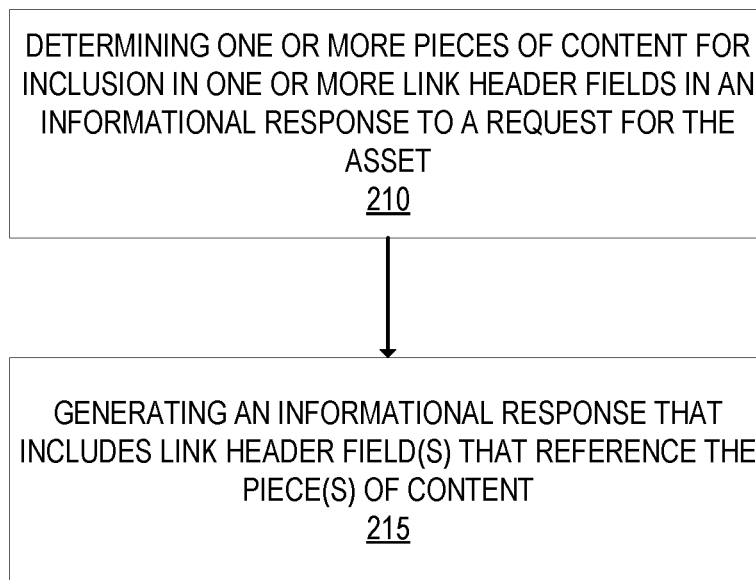 DETERMINING ONE OR MORE PIECES OF CONTENT FOR
INCLUSION IN ONE OR MORE LINK HEADER FIELDS IN AN
INFORMATIONAL RESPONSE TO A REQUEST FOR THE
ASSET
210
GENERATING AN INFORMATIONAL RESPONSE THAT
INCLUDES LINK HEADER FIELD(S) THAT REFERENCE THE
PIECE(S) OF CONTENT
215